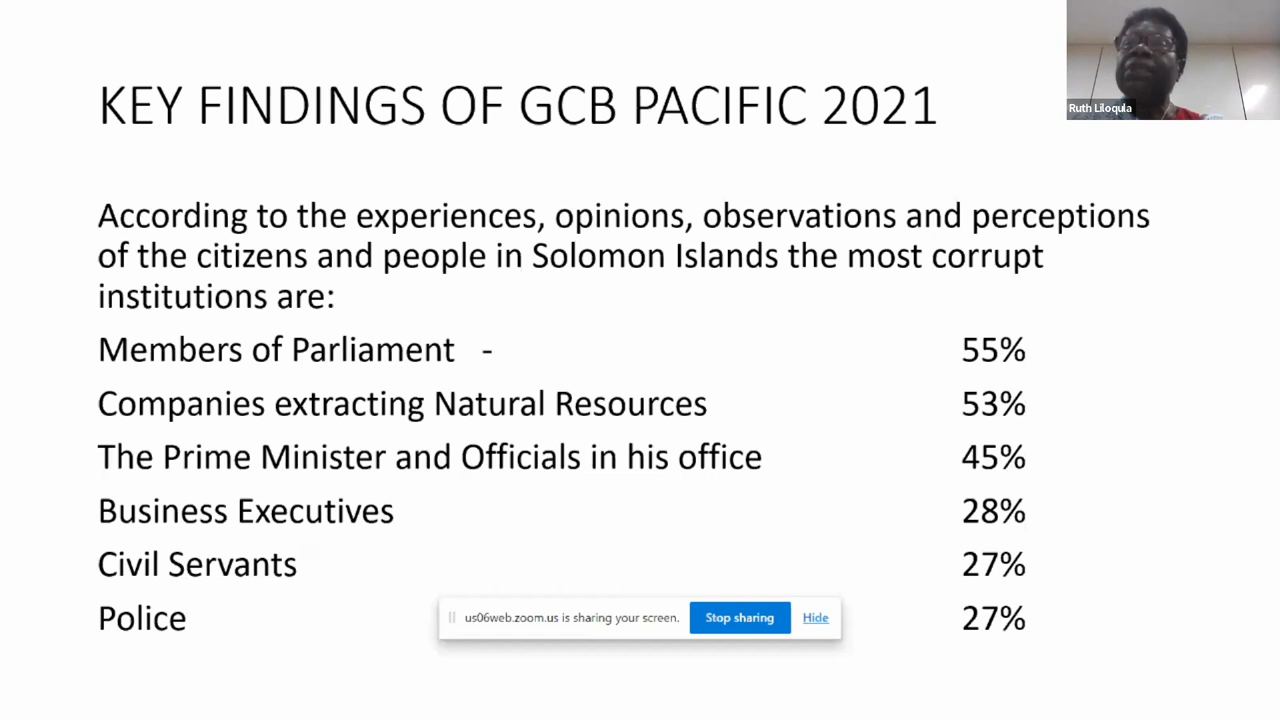 KEY FINDINGS OF GCB PACIFIC 2021
Ruth Liloqula
According to the experiences, opinions, observations and perceptions
of the citizens and people in Solomon Islands the most corrupt
institutions are:
Members of Parliament - 55%
Companies extracting Natural Resources 53%
The Prime Minister and Officials in his office 45%
Business Executives 28%
Civil Servants 27%
Police 27%
us06web.zoom.us is sharing your screen. Stop sharing Hide